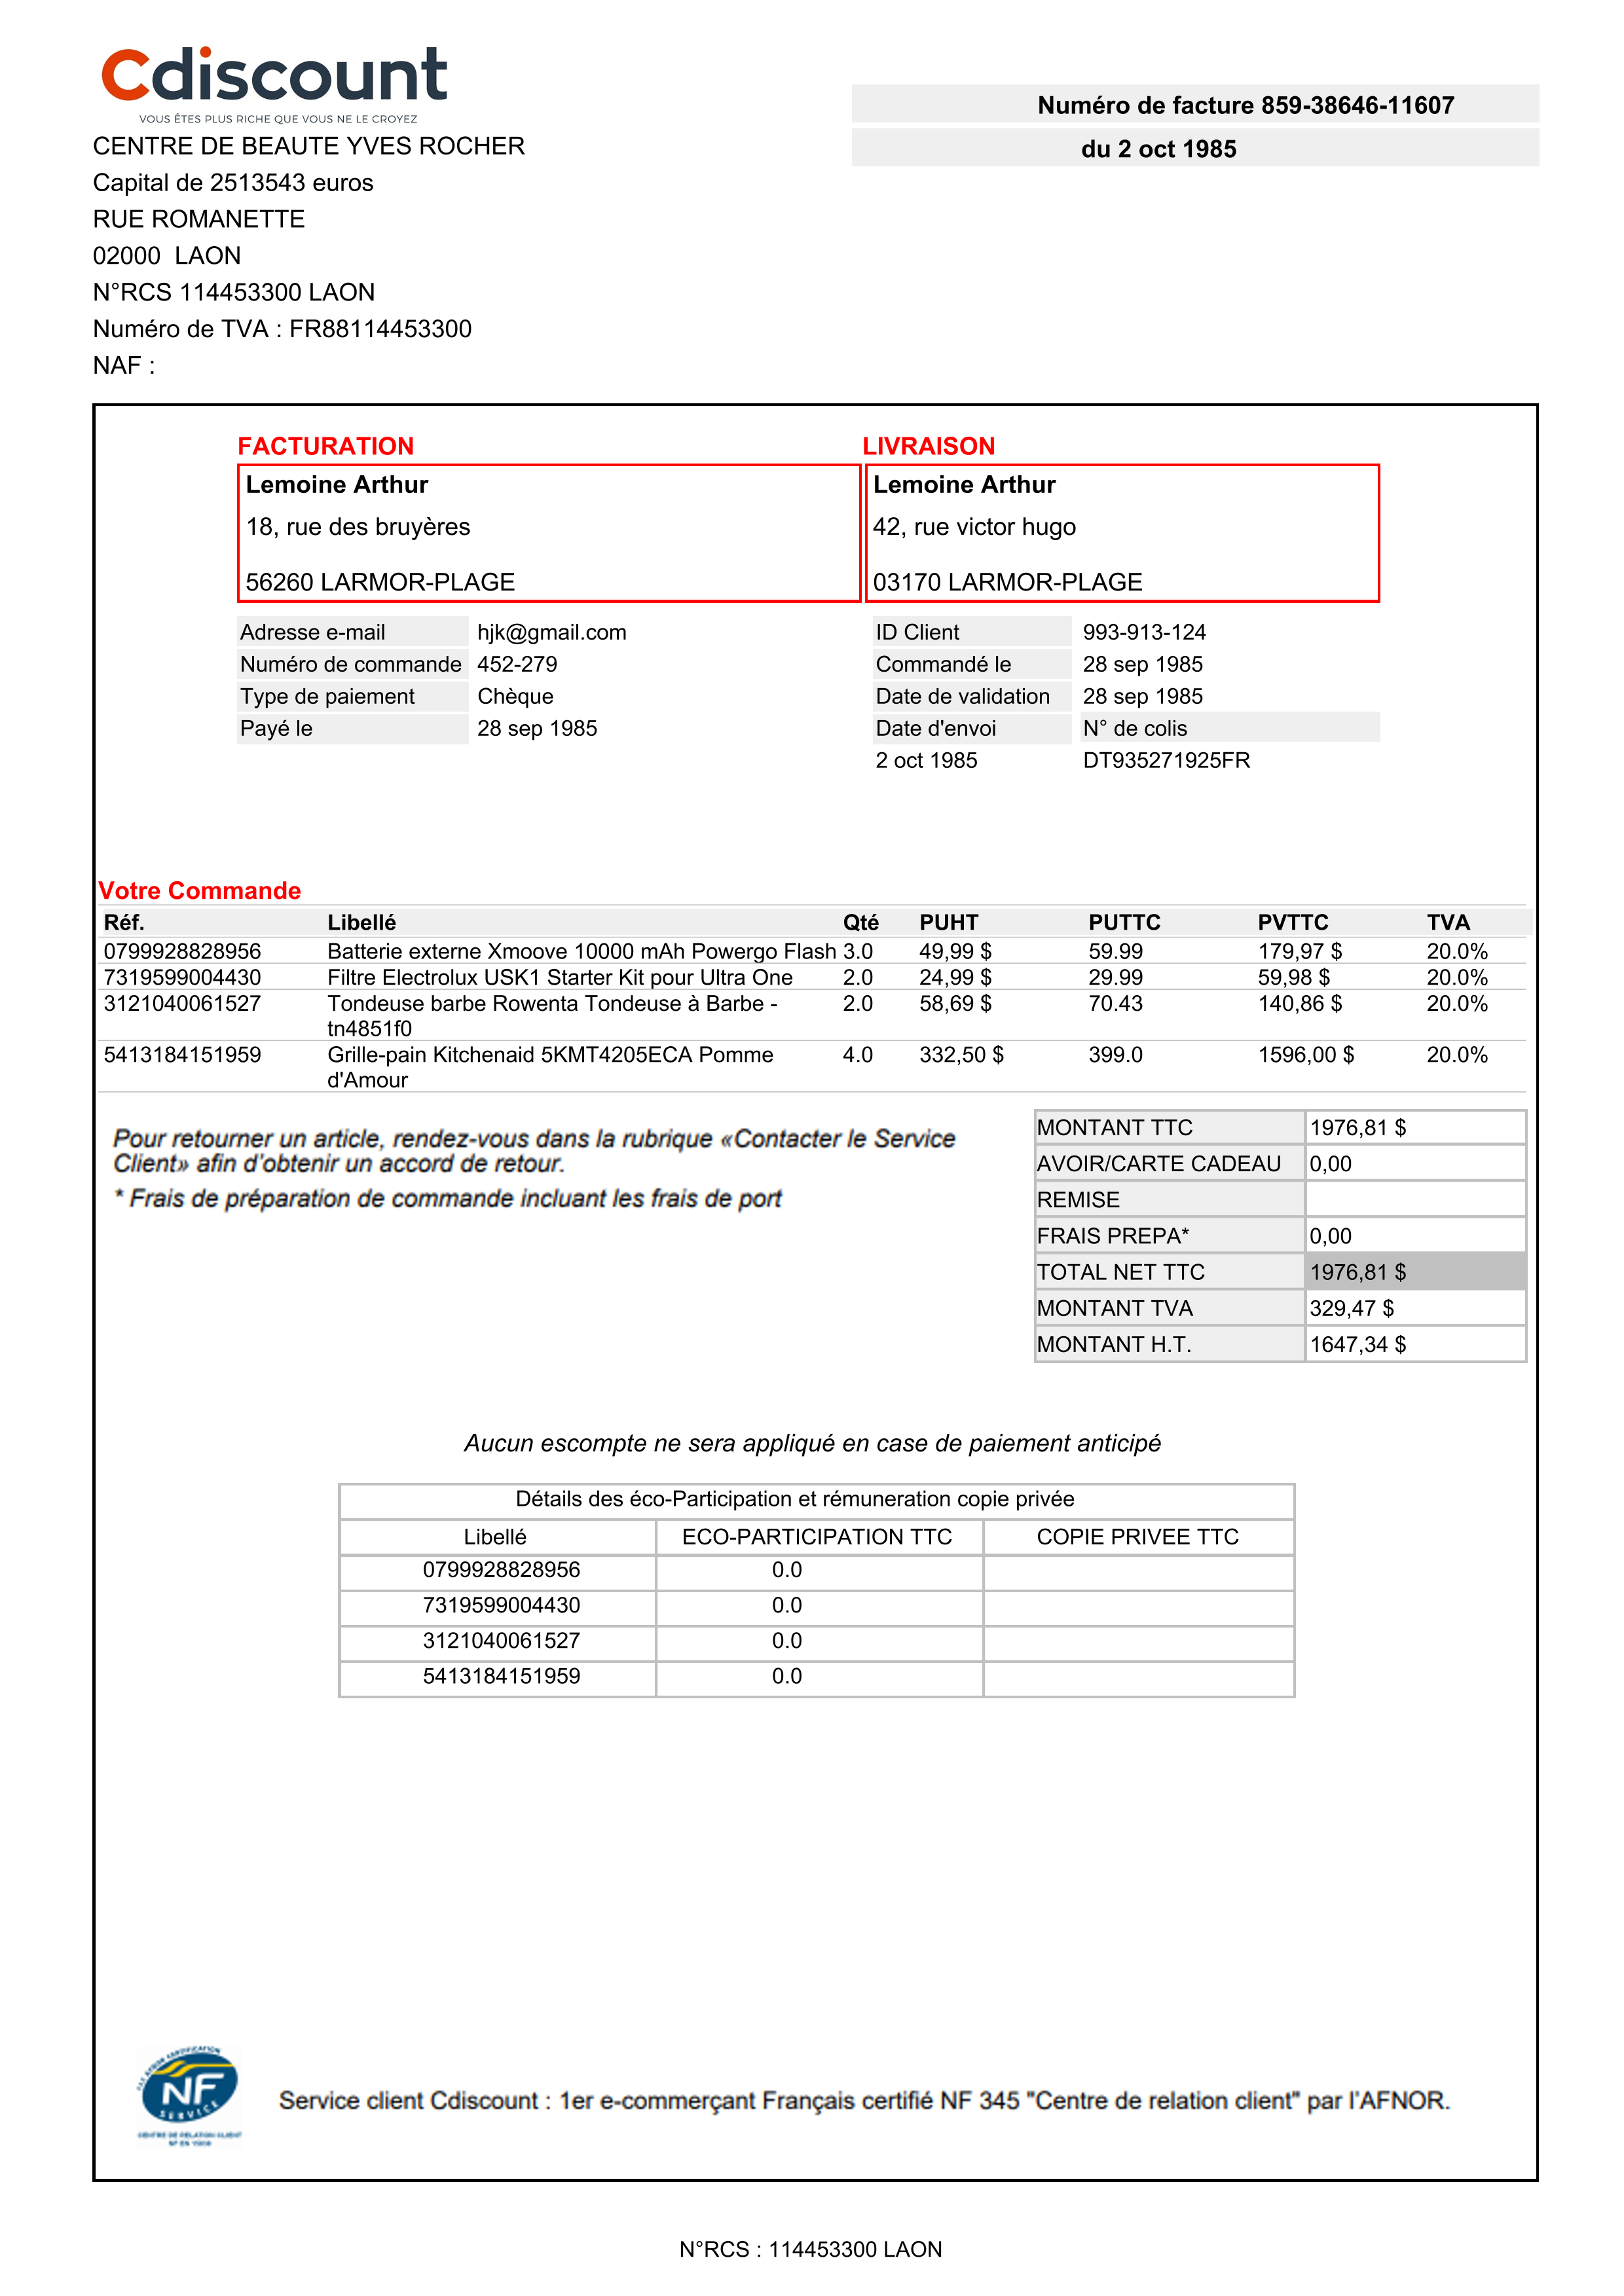 Cdiscount
VOUS ÊTES PLUS RICHE QUE VOUS NE LE CROYEZ
CENTRE DE BEAUTE YVES ROCHER
Capital de 2513543 euros
RUE ROMANETTE
02000 LAON
N°RCS 114453300 LAON
Numéro de TVA : FR88114453300
NAF :
Numéro de facture 859-38646-11607
du 2 oct 1985
FACTURATION
Lemoine Arthur
18, rue des bruyères
56260 LARMOR-PLAGE
LIVRAISON
Lemoine Arthur
42, rue victor hugo
03170 LARMOR-PLAGE
Adresse e-mail hjk@gmail.com
Numéro de commande 452-279
Type de paiement Chèque
Payé le 28 sep 1985
ID Client 993-913-124
Commandé le 28 sep 1985
Date de validation 28 sep 1985
Date d'envoi N° de colis
2 oct 1985 DT935271925FR
Votre Commande
Réf. Libellé Qté PUHT PUTTC PVTTC TVA
0799928828956 Batterie externe Xmoove 10000 mAh Powergo Flash 3.0 49,99 $ 59.99 179,97 $ 20.0%
7319599004430 Filtre Electrolux USK1 Starter Kit pour Ultra One 2.0 24,99 $ 29.99 59,98 $ 20.0%
3121040061527 Tondeuse barbe Rowenta Tondeuse à Barbe - 2.0 58,69 $ 70.43 140,86 $ 20.0%
tn4851f0
5413184151959 Grille-pain Kitchenaid 5KMT4205ECA Pomme 4.0 332,50 $ 399.0 1596,00 $ 20.0%
d'Amour
Pour retourner un article, rendez-vous dans la rubrique «Contacter le Service
Client» afin d'obtenir un accord de retour.
* Frais de préparation de commande incluant les frais de port
MONTANT TTC 1976,81 $
AVOIR/CARTE CADEAU 0,00
REMISE
FRAIS PREPA* 0,00
TOTAL NET TTC 1976,81 $
MONTANT TVA 329,47 $
MONTANT H.T. 1647,34 $
Aucun escompte ne sera appliqué en case de paiement anticipé
Détails des éco-Participation et rémuneration copie privée
Libellé ECO-PARTICIPATION TTC COPIE PRIVEE TTC
0799928828956 0.0
7319599004430 0.0
3121040061527 0.0
5413184151959 0.0
NF
SERVICE
CENTRE DE RELATION CLIENT
Service client Cdiscount : 1er e-commerçant Français certifié NF 345 "Centre de relation client" par l'AFNOR.
N°RCS : 114453300 LAON